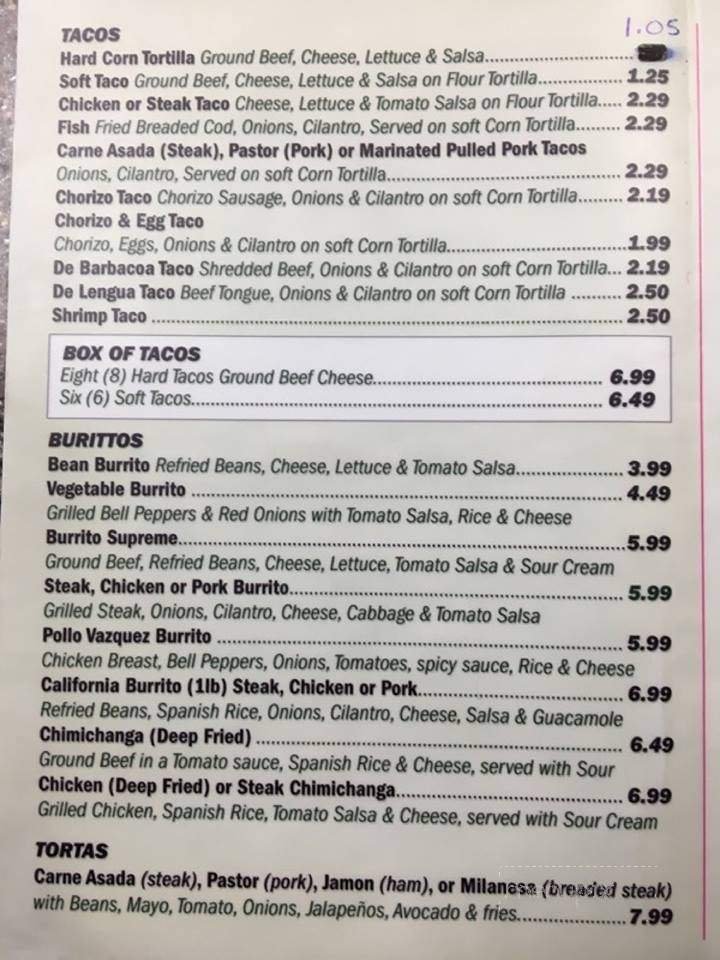 TACOS 1.05
Hard Corn Tortilla Ground Beef, Cheese, Lettuce & Salsa
Soft Taco Ground Beef, Cheese, Lettuce & Salsa on Flour Tortilla 1.25
Chicken or Steak Taco Cheese, Lettuce & Tomato Salsa on Flour Tortilla 2.29
Fish Fried Breaded Cod, Onions, Cilantro, Served on soft Corn Tortilla 2.29
Carne Asada (Steak), Pastor (Pork) or Marinated Pulled Pork Tacos
Onions, Cilantro, Served on soft Corn Tortilla 2.29
Chorizo Taco Chorizo Sausage, Onions & Cilantro on soft Corn Tortilla 2.19
Chorizo & Egg Taco
Chorizo, Eggs, Onions & Cilantro on soft Corn Tortilla 1.99
De Barbacoa Taco Shredded Beef, Onions & Cilantro on soft Corn Tortilla 2.19
De Lengua Taco Beef Tongue, Onions & Cilantro on soft Corn Tortilla 2.50
Shrimp Taco 2.50
BOX OF TACOS
Eight (8) Hard Tacos Ground Beef Cheese 6.99
Six (6) Soft Tacos 6.49
BURITTOS
Bean Burrito Refried Beans, Cheese, Lettuce & Tomato Salsa 3.99
Vegetable Burrito 4.49
Grilled Bell Peppers & Red Onions with Tomato Salsa, Rice & Cheese
Burrito Supreme 5.99
Ground Beef, Refried Beans, Cheese, Lettuce, Tomato Salsa & Sour Cream
Steak, Chicken or Pork Burrito 5.99
Grilled Steak, Onions, Cilantro, Cheese, Cabbage & Tomato Salsa
Pollo Vazquez Burrito 5.99
Chicken Breast, Bell Peppers, Onions, Tomatoes, spicy sauce, Rice & Cheese
California Burrito (1lb) Steak, Chicken or Pork 6.99
Refried Beans, Spanish Rice, Onions, Cilantro, Cheese, Salsa & Guacamole
Chimichanga (Deep Fried) 6.49
Ground Beef in a Tomato sauce, Spanish Rice & Cheese, served with Sour
Chicken (Deep Fried) or Steak Chimichanga 6.99
Grilled Chicken, Spanish Rice, Tomato Salsa & Cheese, served with Sour Cream
TORTAS
Carne Asada (steak), Pastor (pork), Jamon (ham), or Milanesa (breaded steak)
with Beans, Mayo, Tomato, Onions, Jalapeños, Avocado & fries 7.99